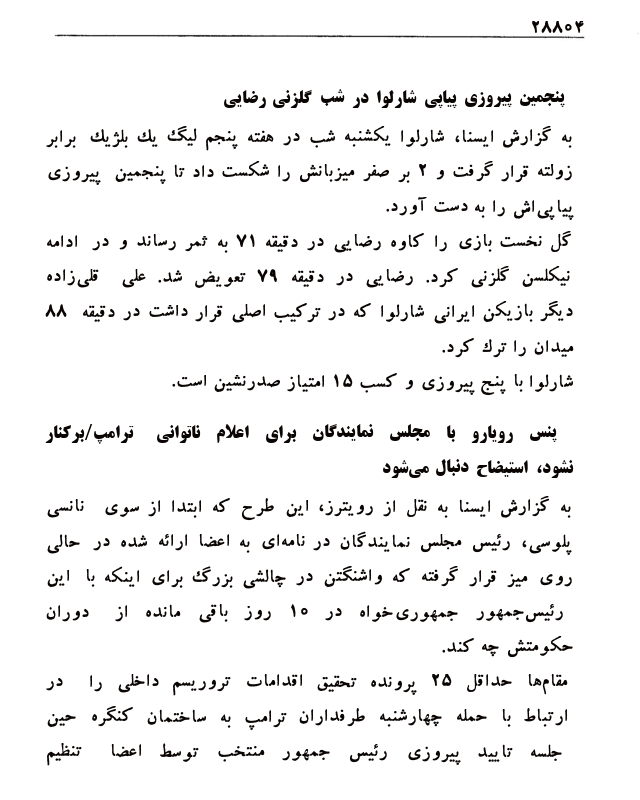 ۲۸۸۰۴
پنجمین پیروزی پیاپی شارلوا در شب گلزنی رضایی
به گزارش ایسنا، شارلوا یکشنبه شب در هفته پنجم لیگ یك بلژیك برابر
زولته قرار گرفت و ۲ بر صفر میزبانش را شکست داد تا پنجمین پیروزی
پیاپی‌اش را به دست آورد.
گل نخست بازی را کاوه رضایی در دقیقه ۷۱ به ثمر رساند و در ادامه
نیکلسن گلزنی کرد. رضایی در دقیقه ۷۹ تعویض شد. علی قلی‌زاده
دیگر بازیکن ایرانی شارلوا که در ترکیب اصلی قرار داشت در دقیقه ۸۸
میدان را ترك کرد.
شارلوا با پنج پیروزی و کسب ۱۵ امتیاز صدرنشین است.
پنس رویارو با مجلس نمایندگان برای اعلام ناتوانی ترامپ/برکنار
نشود، استیضاح دنبال می‌شود
به گزارش ایسنا به نقل از رویترز، این طرح که ابتدا از سوی نانسی
پلوسی، رئیس مجلس نمایندگان در نامه‌ای به اعضا ارائه شده در حالی
روی میز قرار گرفته که واشنگتن در چالشی بزرگ برای اینکه با این
رئیس‌جمهور جمهوری‌خواه در ۱۰ روز باقی مانده از دوران
حکومتش چه کند.
مقام‌ها حداقل ۲۵ پرونده تحقیق اقدامات تروریسم داخلی را در
ارتباط با حمله چهارشنبه طرفداران ترامپ به ساختمان کنگره حین
جلسه تایید پیروزی رئیس جمهور منتخب توسط اعضا تنظیم